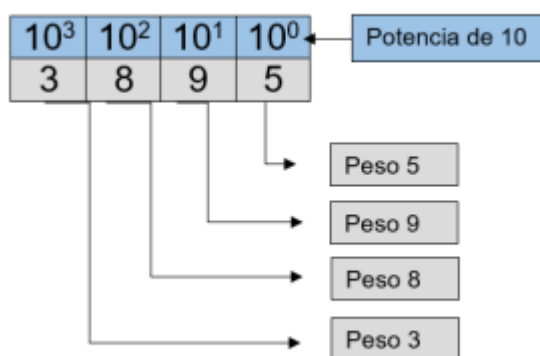 10³ 10² 10¹ 10⁰ Potencia de 10
3 8 9 5
Peso 5
Peso 9
Peso 8
Peso 3